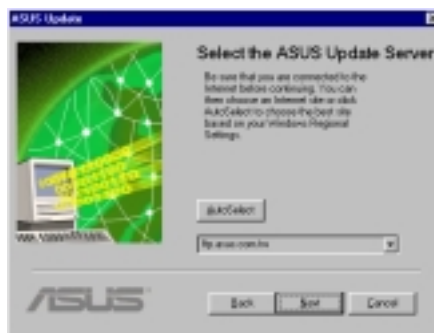 ASUS Update
Select the ASUS Update Server
Be sure that you are connected to the
Internet before continuing. You can
then choose an Internet site or click
AutoSelect to choose the best site
based on your Windows Regional
Settings.
AutoSelect
ftp.asus.com.tw
ASUS
Back
Next
Cancel